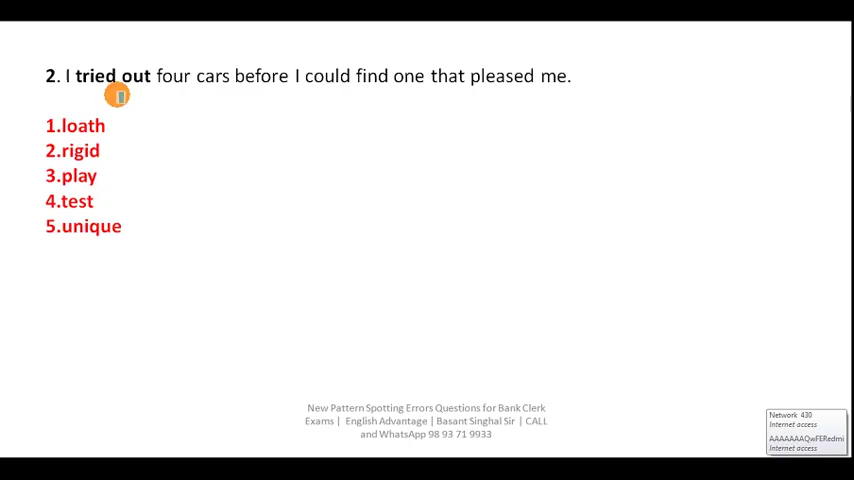 2. I tried out four cars before I could find one that pleased me.
1.loath
2.rigid
3.play
4.test
5.unique
New Pattern Spotting Errors Questions for Bank Clerk
Exams | English Advantage | Basant Singhal Sir | CALL
and WhatsApp 98 93 71 9933
Network 430
Internet access
AAAAAAAQwFERedmi
Internet access